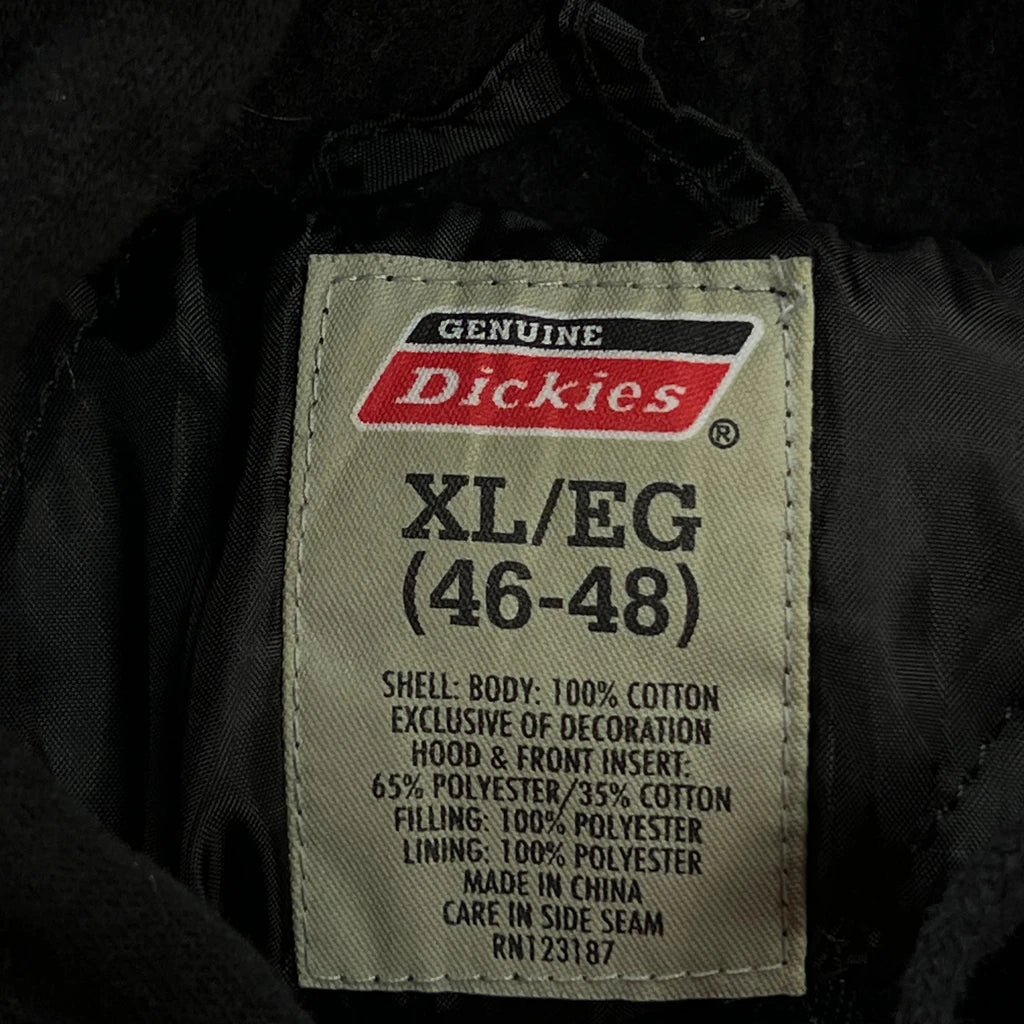 GENUINE
Dickies
®
XL/EG
(46-48)
SHELL: BODY: 100% COTTON
EXCLUSIVE OF DECORATION
HOOD & FRONT INSERT:
65% POLYESTER/35% COTTON
FILLING: 100% POLYESTER
LINING: 100% POLYESTER
MADE IN CHINA
CARE IN SIDE SEAM
RN123187